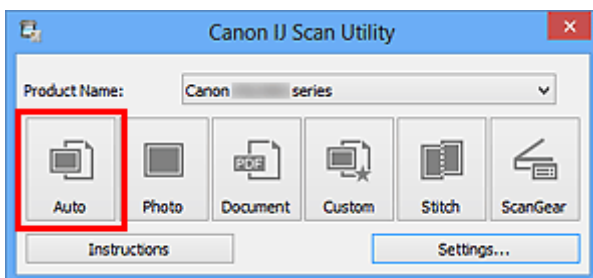 Canon IJ Scan Utility
Product Name: Canon series
Auto Photo Document PDF Custom Stitch ScanGear
Instructions Settings...